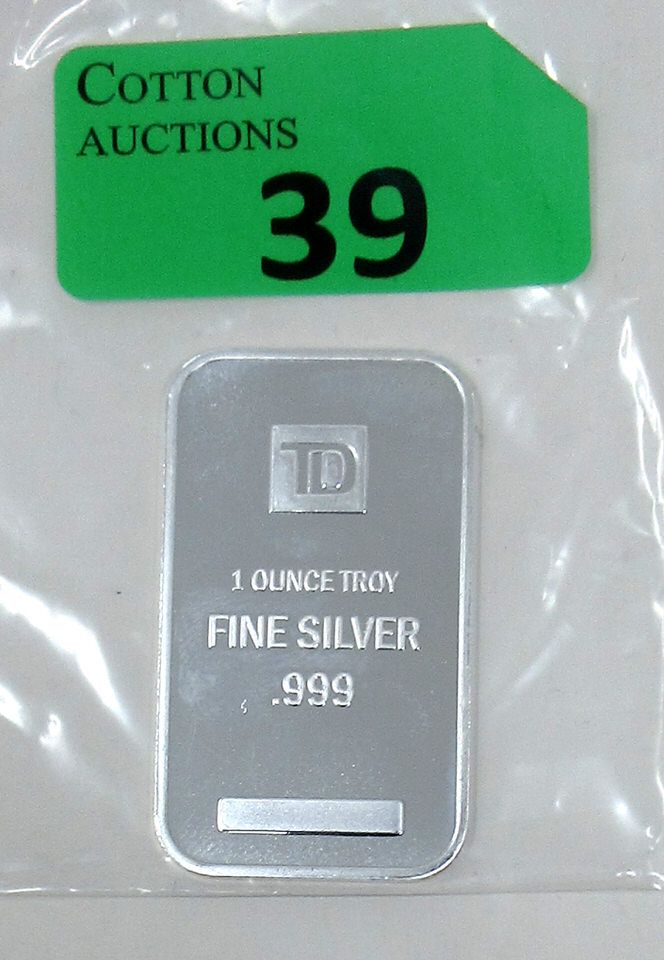 COTTON
AUCTIONS
39
TD
1 OUNCE TROY
FINE SILVER
.999